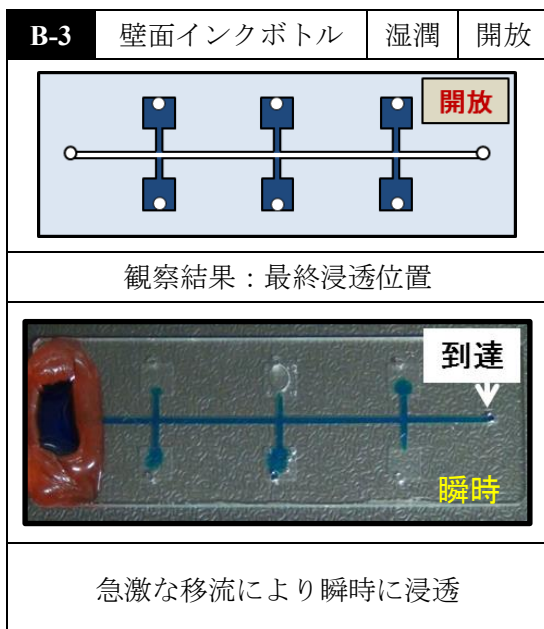 B-3 壁面インクボトル 湿潤 開放
開放
観察結果：最終浸透位置
到達
瞬時
急激な移流により瞬時に浸透